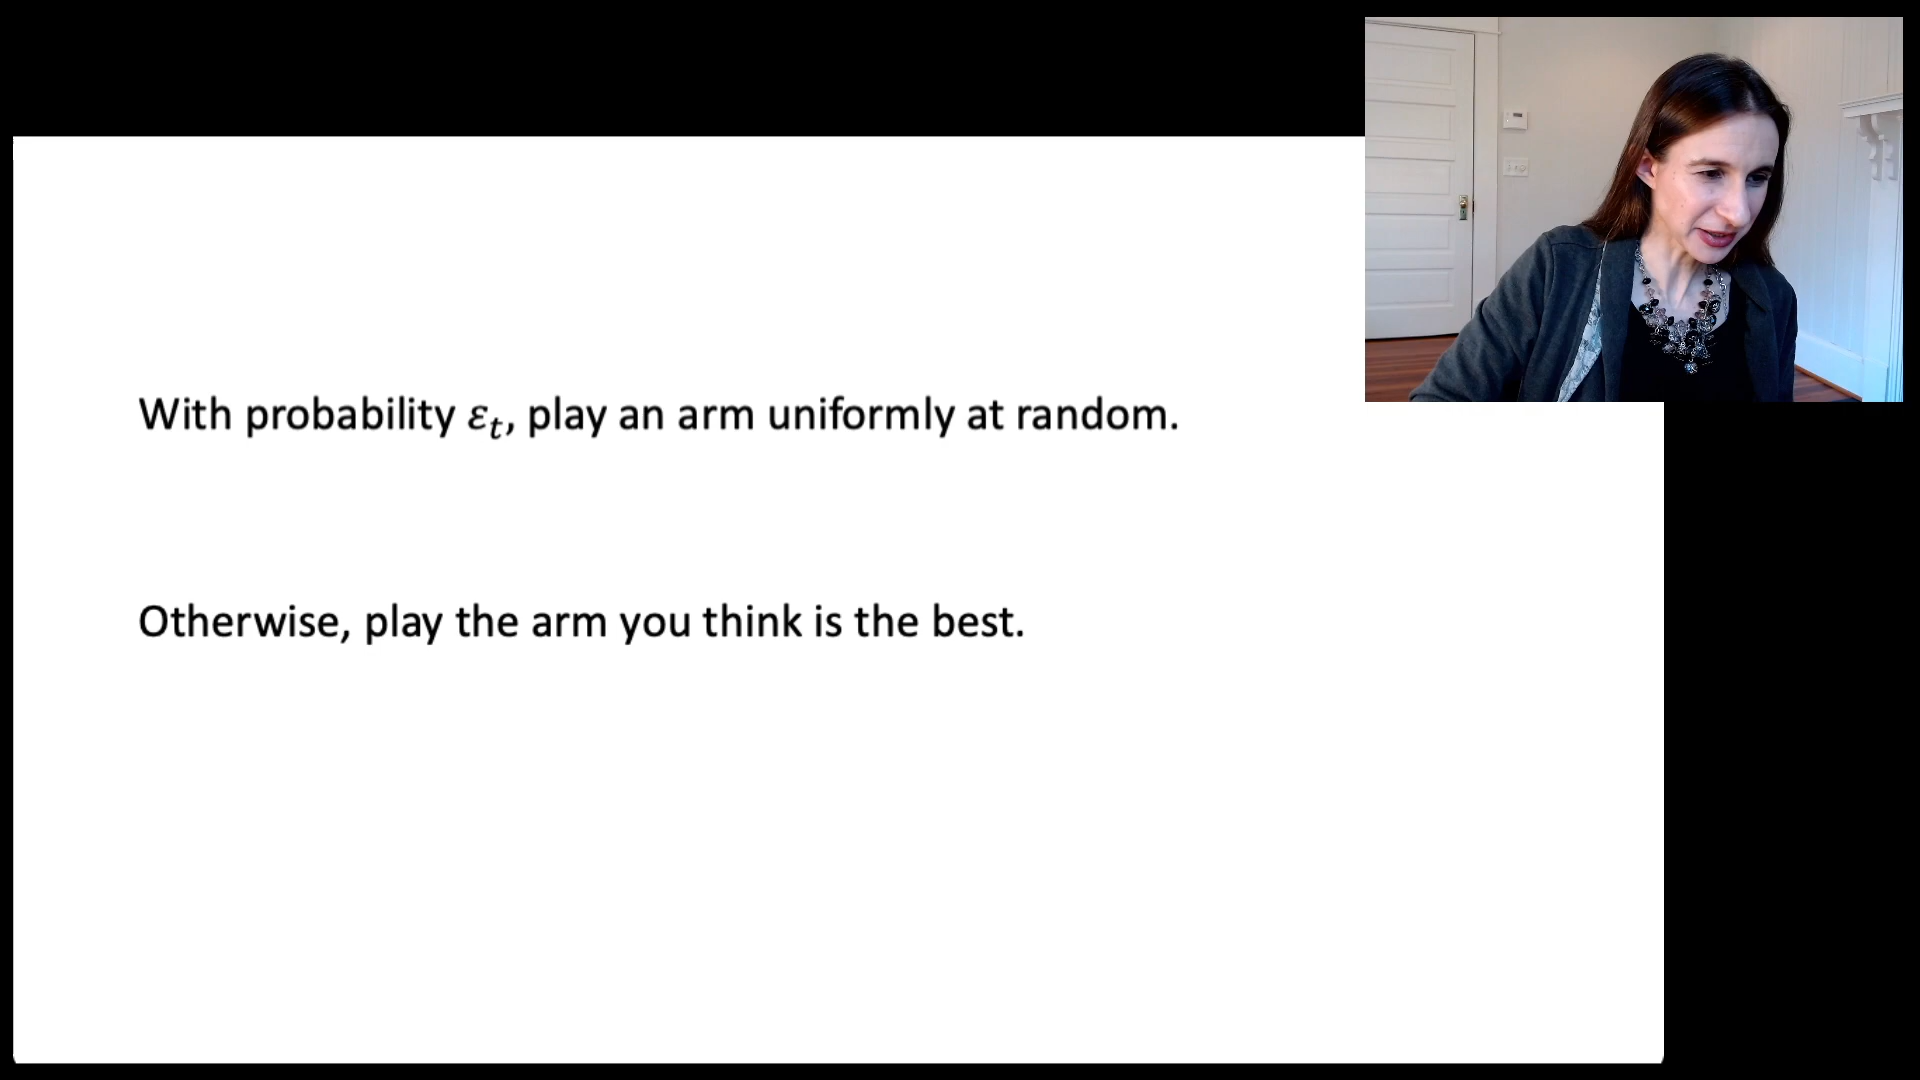 With probability εₜ, play an arm uniformly at random.
Otherwise, play the arm you think is the best.